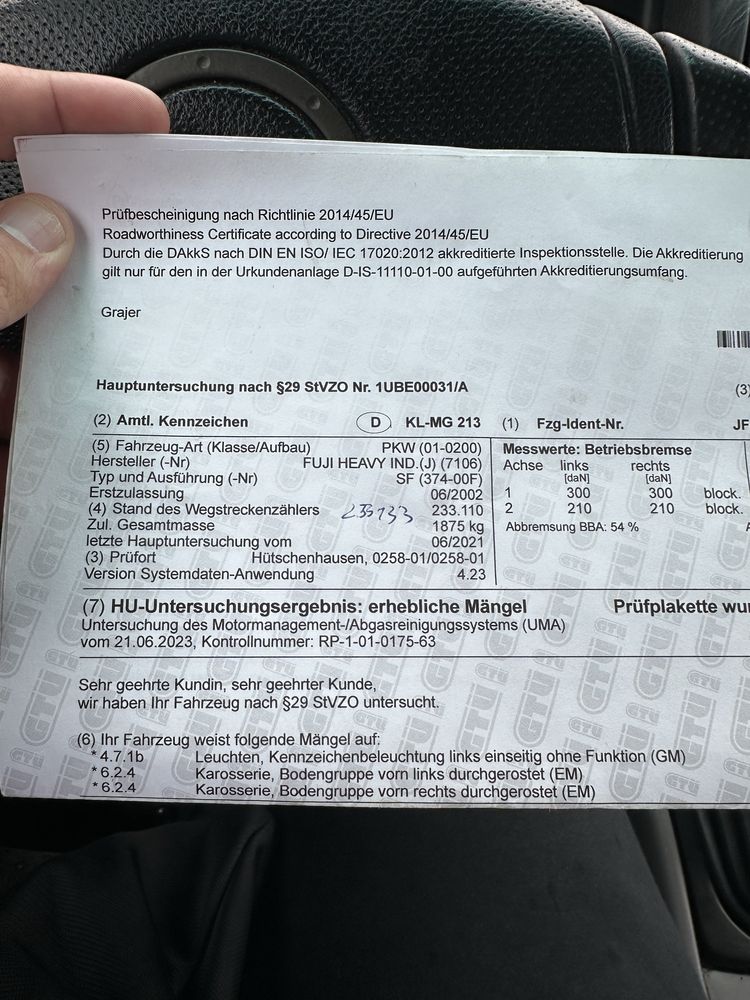 Prüfbescheinigung nach Richtlinie 2014/45/EU
Roadworthiness Certificate according to Directive 2014/45/EU
Durch die DAkkS nach DIN EN ISO/ IEC 17020:2012 akkreditierte Inspektionsstelle. Die Akkreditierung
gilt nur für den in der Urkundenanlage D-IS-11110-01-00 aufgeführten Akkreditierungsumfang.
Grajer
Hauptuntersuchung nach §29 StVZO Nr. 1UBE00031/A (3)
(2) Amtl. Kennzeichen D KL-MG 213 (1) Fzg-Ident-Nr. JF
(5) Fahrzeug-Art (Klasse/Aufbau) PKW (01-0200)
Hersteller (-Nr) FUJI HEAVY IND.(J) (7106)
Typ und Ausführung (-Nr) SF (374-00F)
Erstzulassung 06/2002
(4) Stand des Wegstreckenzählers 233133 233.110
Zul. Gesamtmasse 1875 kg
letzte Hauptuntersuchung vom 06/2021
(3) Prüfort Hütschenhausen, 0258-01/0258-01
Version Systemdaten-Anwendung 4.23
Messwerte: Betriebsbremse
Achse links rechts
[daN] [daN]
1 300 300 block.
2 210 210 block.
Abbremsung BBA: 54 %
(7) HU-Untersuchungsergebnis: erhebliche Mängel Prüfplakette wu
Untersuchung des Motormanagement-/Abgasreinigungssystems (UMA)
vom 21.06.2023, Kontrollnummer: RP-1-01-0175-63
Sehr geehrte Kundin, sehr geehrter Kunde,
wir haben Ihr Fahrzeug nach §29 StVZO untersucht.
(6) Ihr Fahrzeug weist folgende Mängel auf:
* 4.7.1b Leuchten, Kennzeichenbeleuchtung links einseitig ohne Funktion (GM)
* 6.2.4 Karosserie, Bodengruppe vorn links durchgerostet (EM)
* 6.2.4 Karosserie, Bodengruppe vorn rechts durchgerostet (EM)